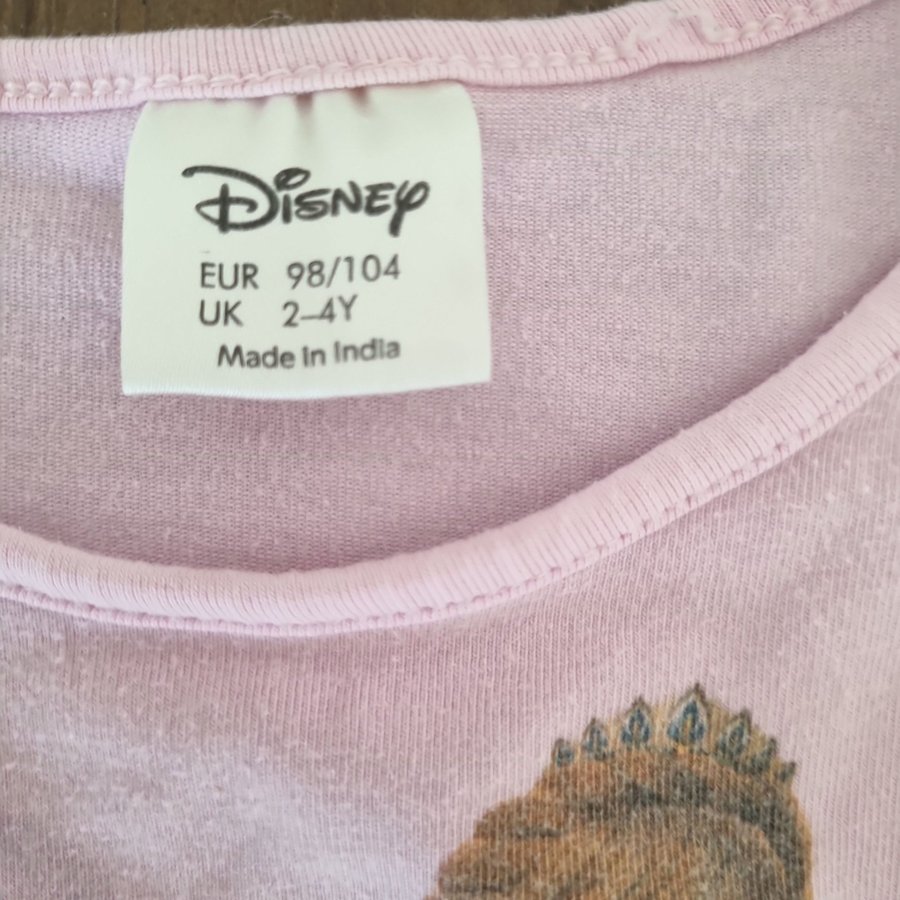 Disney
EUR 98/104
UK 2–4Y
Made In India